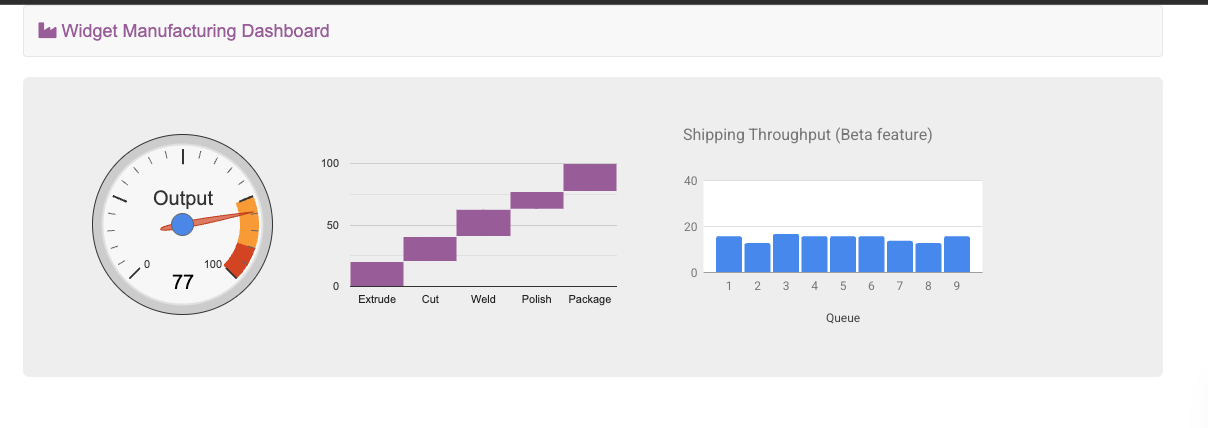 Widget Manufacturing Dashboard
Output
0
100
77
100
50
0
Extrude Cut Weld Polish Package
Shipping Throughput (Beta feature)
40
20
0
1 2 3 4 5 6 7 8 9
Queue